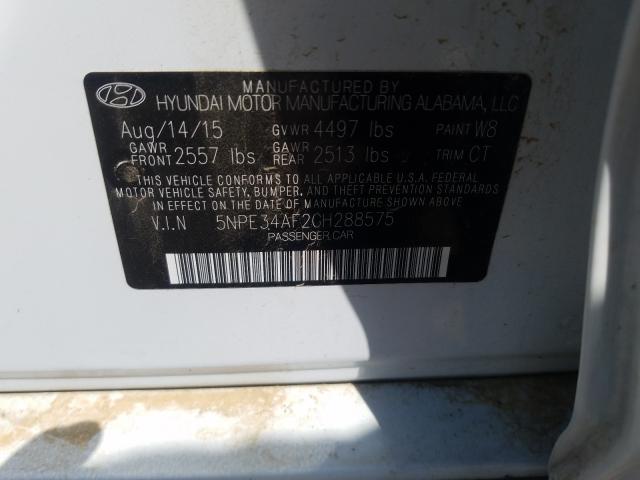 MANUFACTURED BY
HYUNDAI MOTOR MANUFACTURING ALABAMA, LLC
Aug/14/15 GVWR 4497 lbs PAINT W8
GAWR FRONT 2557 lbs GAWR REAR 2513 lbs TRIM CT
THIS VEHICLE CONFORMS TO ALL APPLICABLE U.S.A. FEDERAL
MOTOR VEHICLE SAFETY, BUMPER, AND THEFT PREVENTION STANDARDS
IN EFFECT ON THE DATE OF MANUFACTURE SHOWN ABOVE
V.I.N 5NPE34AF2GH288575
PASSENGER CAR